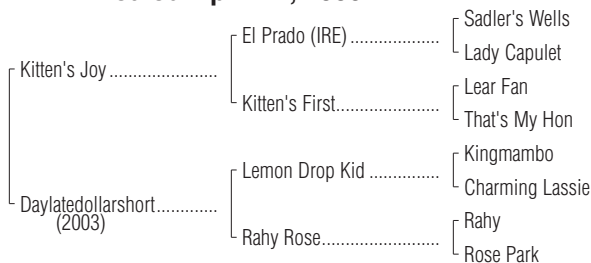 Sadler's Wells
El Prado (IRE) ....................
Lady Capulet
Kitten's Joy ........................
Lear Fan
Kitten's First.......................
That's My Hon
Kingmambo
Lemon Drop Kid ...............
Charming Lassie
Daylatedollarshort.............
(2003)
Rahy
Rahy Rose..........................
Rose Park